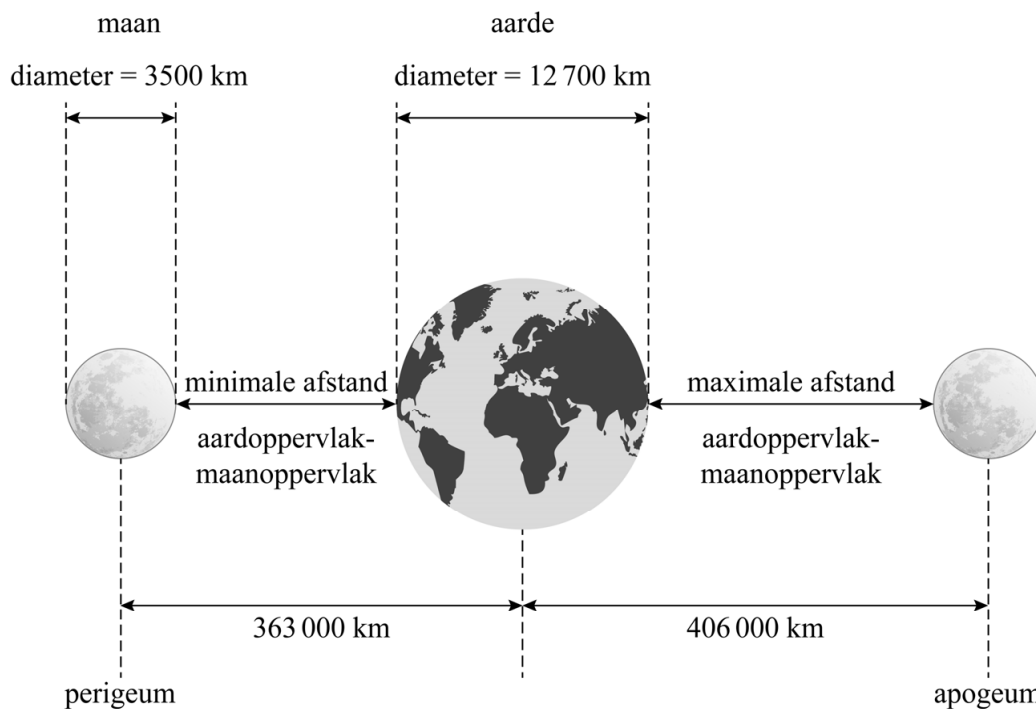 maan
aarde
diameter = 3500 km
diameter = 12 700 km
minimale afstand
maximale afstand
aardoppervlak-
maanoppervlak
aardoppervlak-
maanoppervlak
363 000 km
406 000 km
perigeum
apogeum